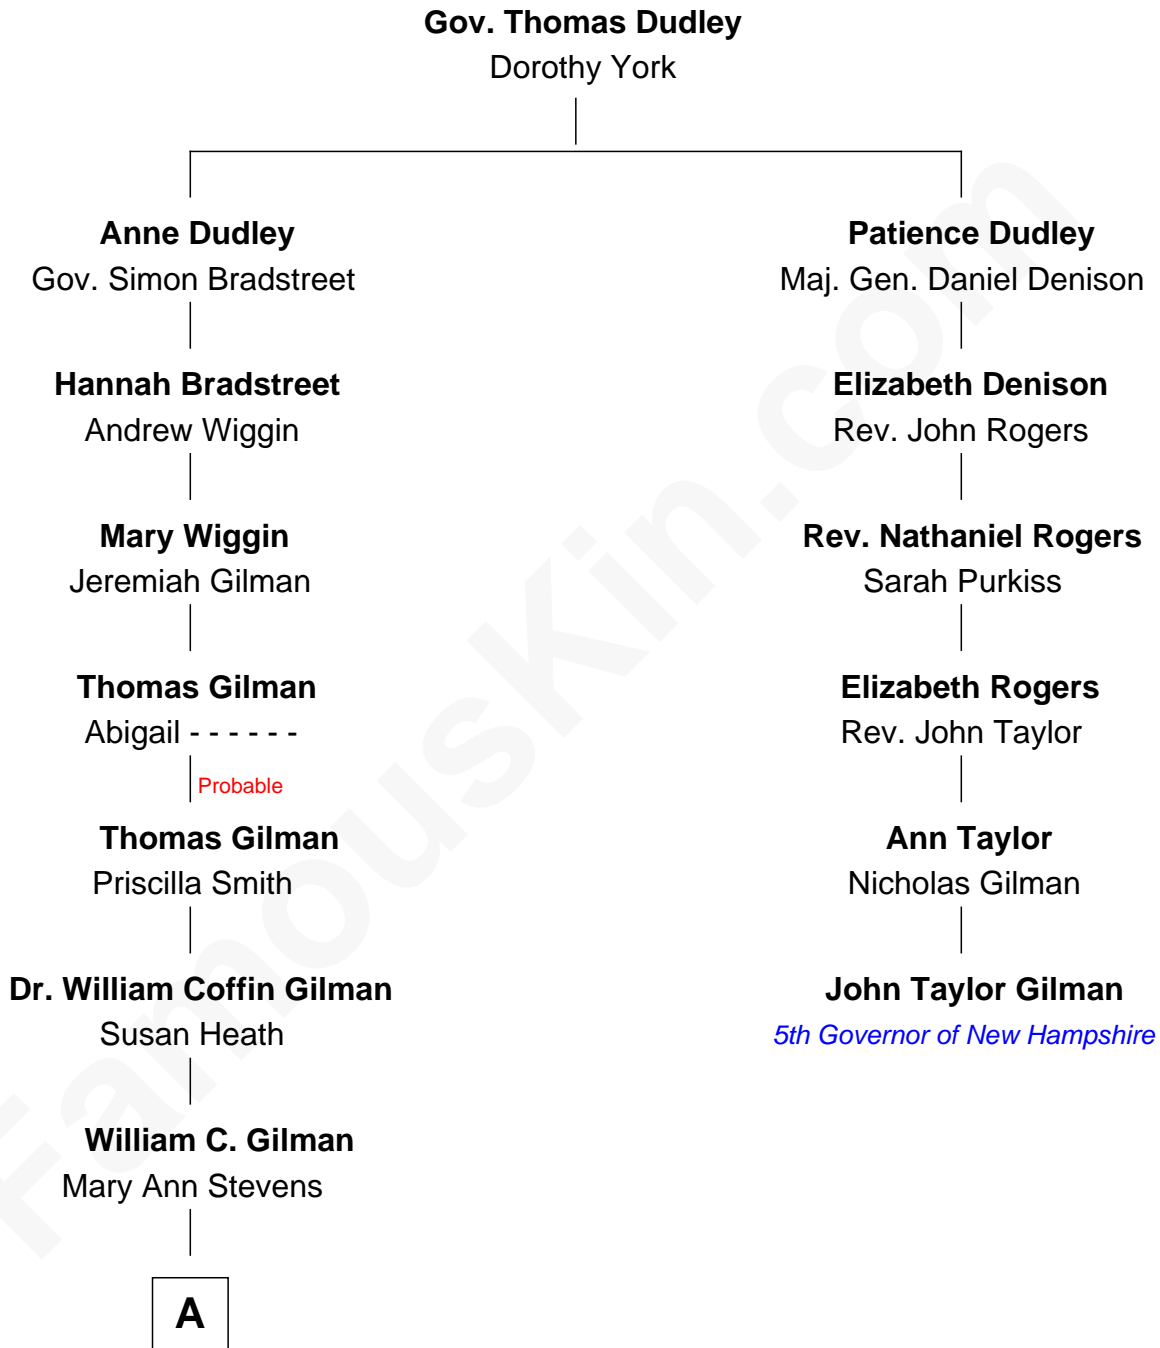 Gov. Thomas Dudley
Dorothy York
Anne Dudley
Gov. Simon Bradstreet
Hannah Bradstreet
Andrew Wiggin
Mary Wiggin
Jeremiah Gilman
Thomas Gilman
Abigail - - - - - -
Probable
Thomas Gilman
Priscilla Smith
Dr. William Coffin Gilman
Susan Heath
William C. Gilman
Mary Ann Stevens
A
Patience Dudley
Maj. Gen. Daniel Denison
Elizabeth Denison
Rev. John Rogers
Rev. Nathaniel Rogers
Sarah Purkiss
Elizabeth Rogers
Rev. John Taylor
Ann Taylor
Nicholas Gilman
John Taylor Gilman
5th Governor of New Hampshire
FamousKin.com